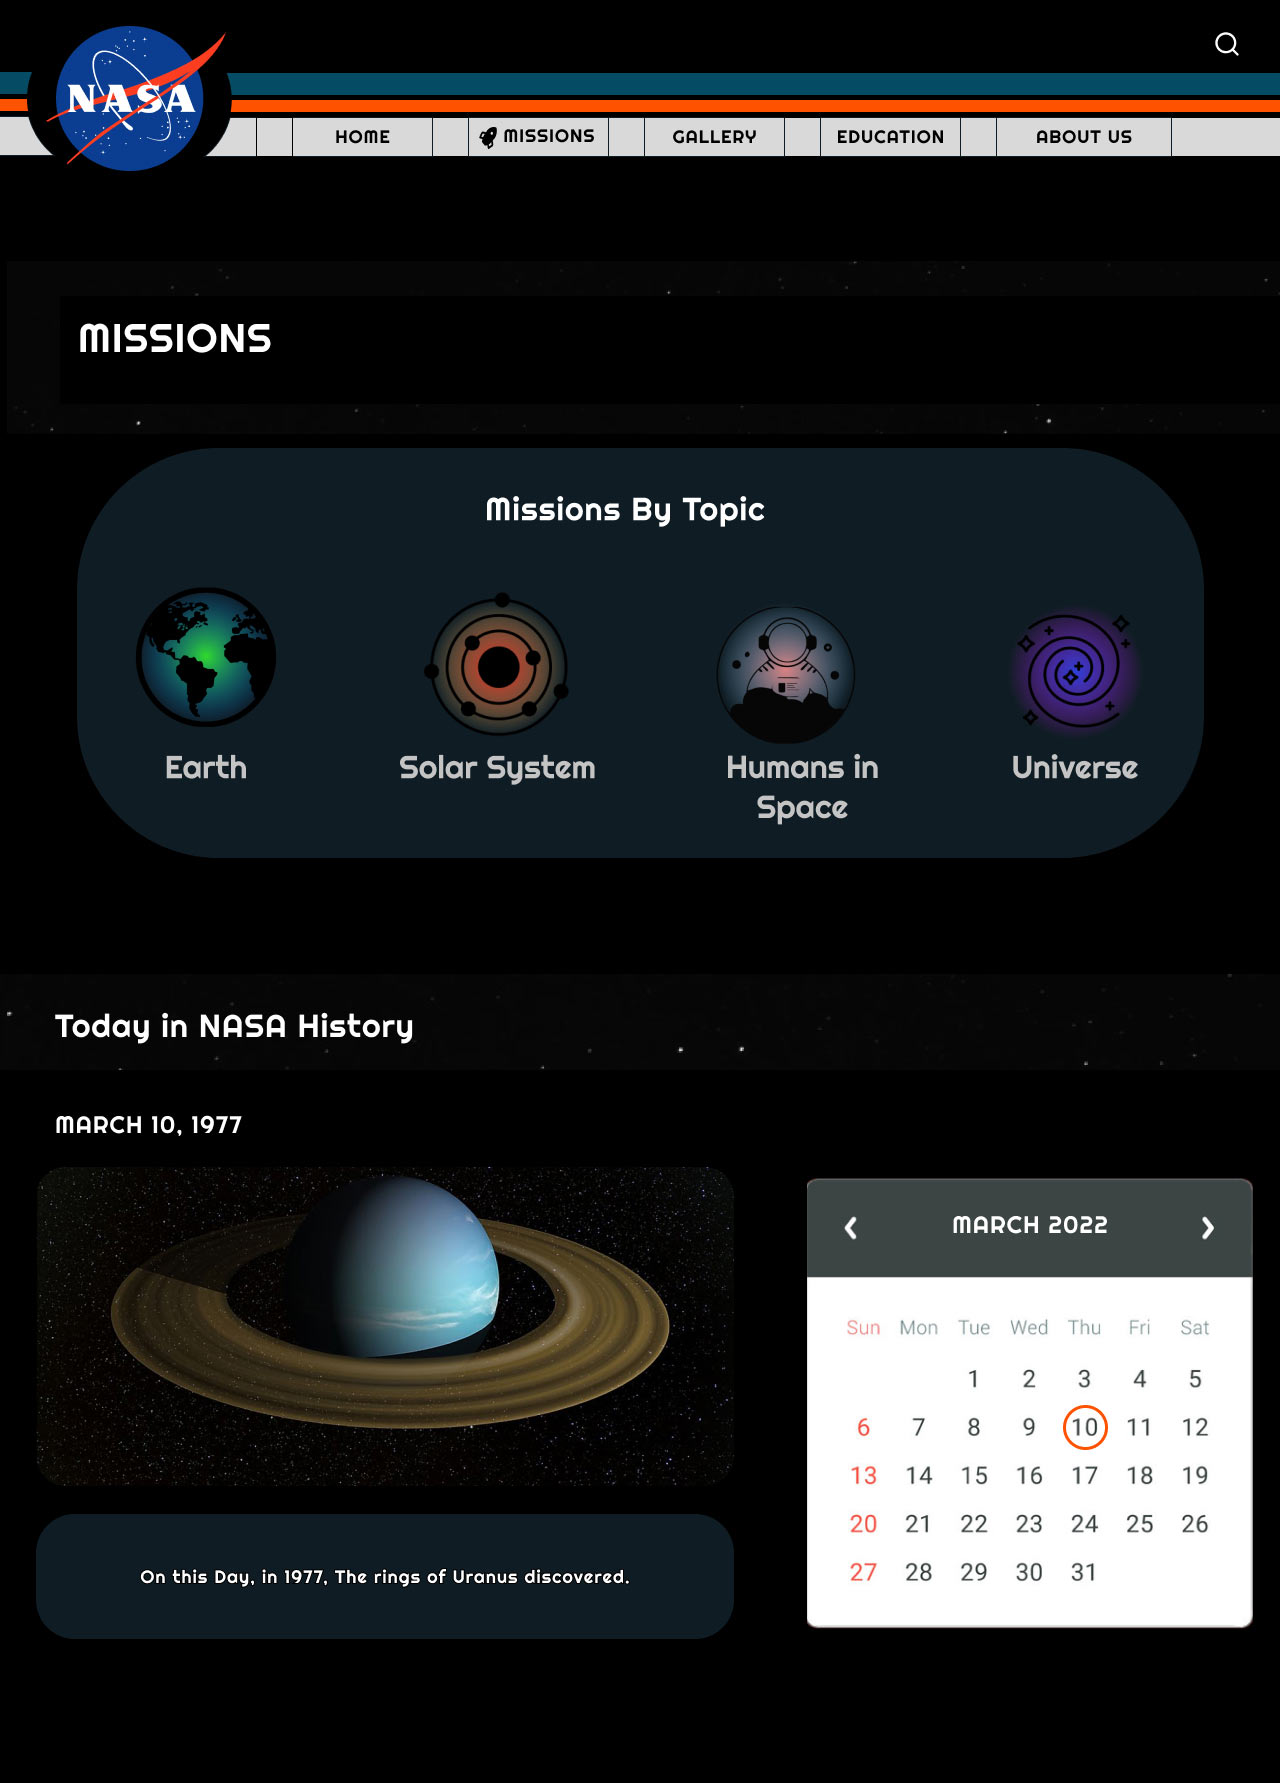 NASA
HOME
MISSIONS
GALLERY
EDUCATION
ABOUT US
MISSIONS
Missions By Topic
Earth
Solar System
Humans in
Space
Universe
Today in NASA History
MARCH 10, 1977
On this Day, in 1977, The rings of Uranus discovered.
MARCH 2022
Sun Mon Tue Wed Thu Fri Sat
1 2 3 4 5
6 7 8 9 10 11 12
13 14 15 16 17 18 19
20 21 22 23 24 25 26
27 28 29 30 31